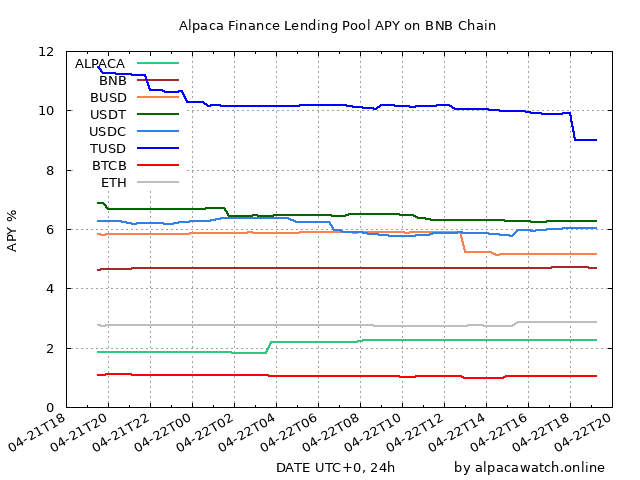 Alpaca Finance Lending Pool APY on BNB Chain
12
10
8
6
4
2
0
APY %
ALPACA
BNB
BUSD
USDT
USDC
TUSD
BTCB
ETH
04-21T18
04-21T20
04-21T22
04-22T00
04-22T02
04-22T04
04-22T06
04-22T08
04-22T10
04-22T12
04-22T14
04-22T16
04-22T18
04-22T20
DATE UTC+0, 24h
by alpacawatch.online